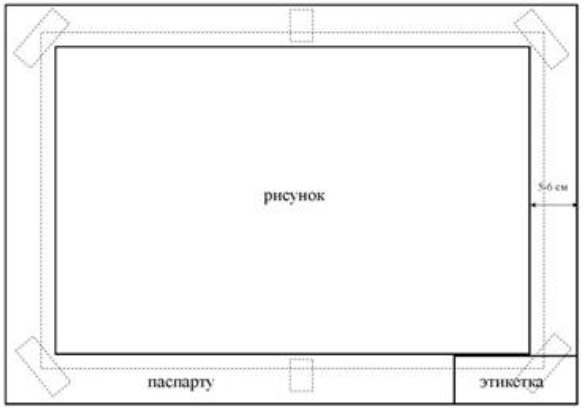 рисунок
5-6 см
паспарту
этикетка